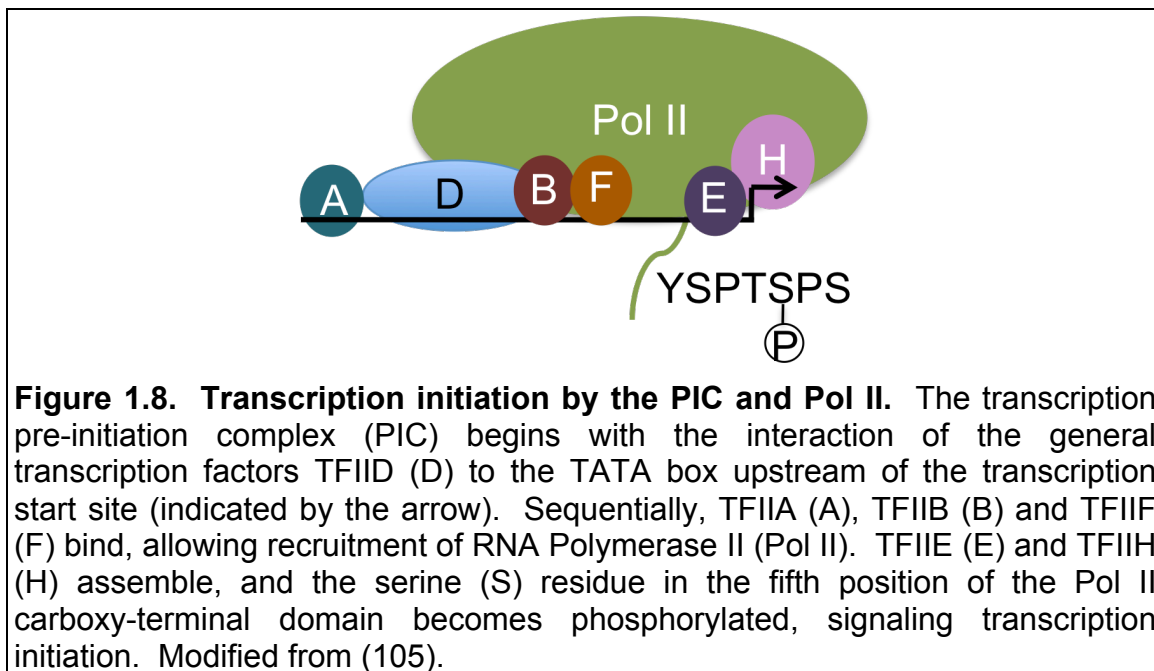 Pol II
H
A
D
B
F
E
YSPTSPS
P
Figure 1.8. Transcription initiation by the PIC and Pol II. The transcription
pre-initiation complex (PIC) begins with the interaction of the general
transcription factors TFIID (D) to the TATA box upstream of the transcription
start site (indicated by the arrow). Sequentially, TFIIA (A), TFIIB (B) and TFIIF
(F) bind, allowing recruitment of RNA Polymerase II (Pol II). TFIIE (E) and TFIIH
(H) assemble, and the serine (S) residue in the fifth position of the Pol II
carboxy-terminal domain becomes phosphorylated, signaling transcription
initiation. Modified from (105).